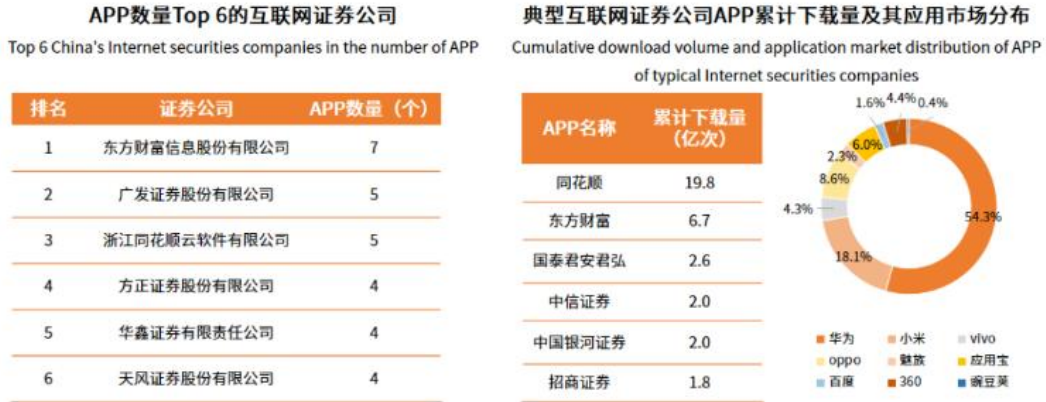 APP数量Top 6的互联网证券公司
Top 6 China's Internet securities companies in the number of APP
排名 证券公司 APP数量（个）
1 东方财富信息股份有限公司 7
2 广发证券股份有限公司 5
3 浙江同花顺云软件有限公司 5
4 方正证券股份有限公司 4
5 华鑫证券有限责任公司 4
6 天风证券股份有限公司 4
典型互联网证券公司APP累计下载量及其应用市场分布
Cumulative download volume and application market distribution of APP
of typical Internet securities companies
APP名称 累计下载量
（亿次）
同花顺 19.8
东方财富 6.7
国泰君安君弘 2.6
中信证券 2.0
中国银河证券 2.0
招商证券 1.8
1.6% 4.4% 0.4%
6.0%
2.3%
8.6%
4.3%
54.3%
18.1%
华为 小米 vivo
oppo 魅族 应用宝
百度 360 豌豆荚